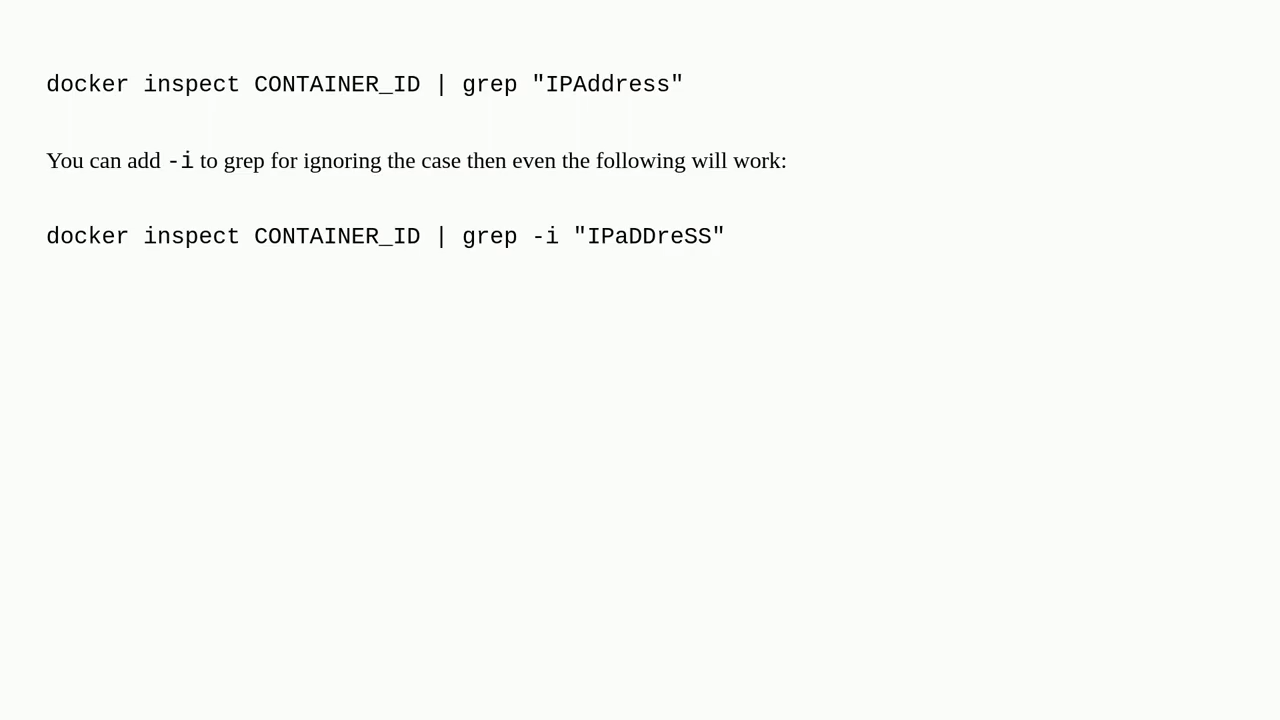 docker inspect CONTAINER_ID | grep "IPAddress"
You can add -i to grep for ignoring the case then even the following will work:
docker inspect CONTAINER_ID | grep -i "IPaDDreSS"